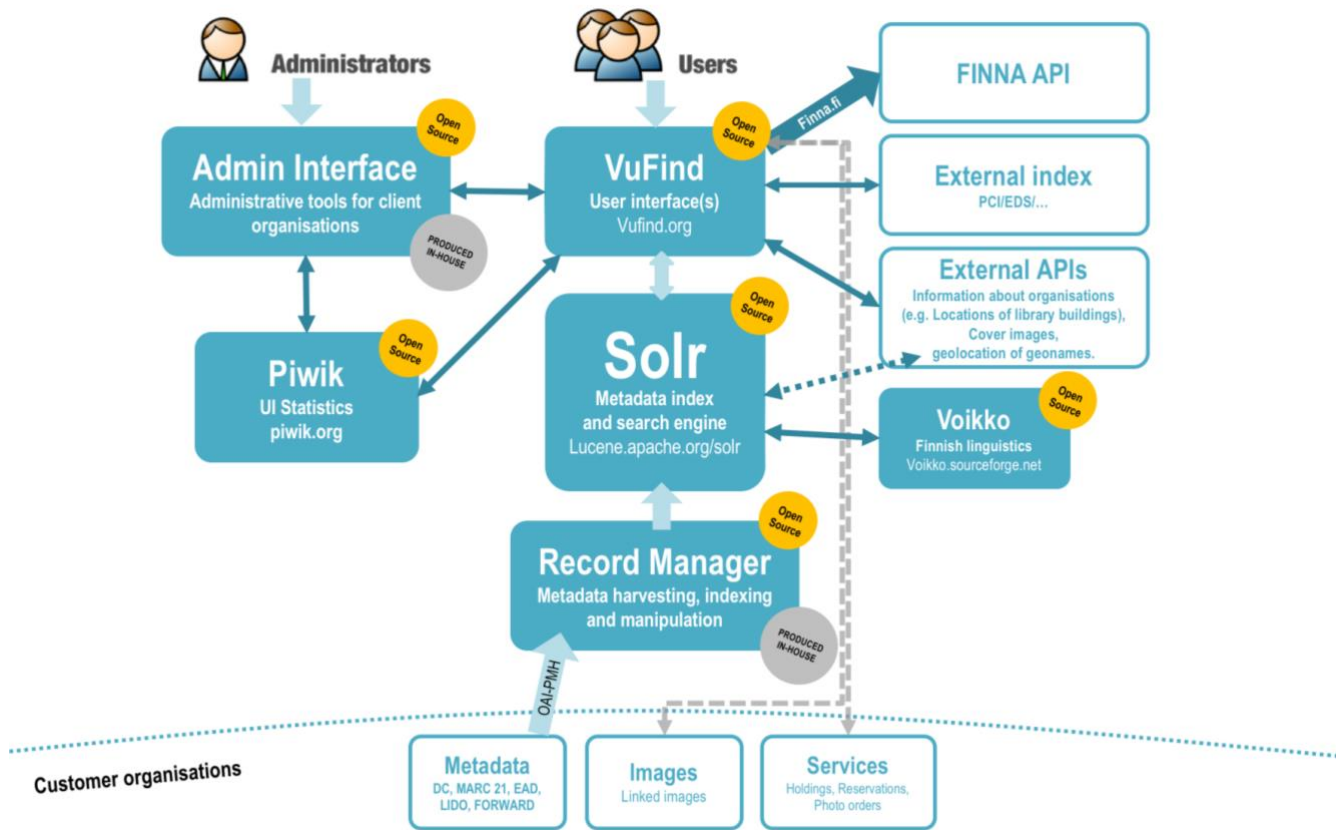 Administrators
Users
Open
Source
Admin Interface
Administrative tools for client
organisations
PRODUCED
IN-HOUSE
Open
Source
VuFind
User interface(s)
Vufind.org
Finna.fi
FINNA API
External index
PCI/EDS/…
External APIs
Information about organisations
(e.g. Locations of library buildings),
Cover images,
geolocation of geonames.
Open
Source
Piwik
UI Statistics
piwik.org
Open
Source
Solr
Metadata index
and search engine
Lucene.apache.org/solr
Open
Source
Voikko
Finnish linguistics
Voikko.sourceforge.net
Open
Source
Record Manager
Metadata harvesting, indexing
and manipulation
PRODUCED
IN-HOUSE
OAI-PMH
Customer organisations
Metadata
DC, MARC 21, EAD,
LIDO, FORWARD
Images
Linked images
Services
Holdings, Reservations,
Photo orders